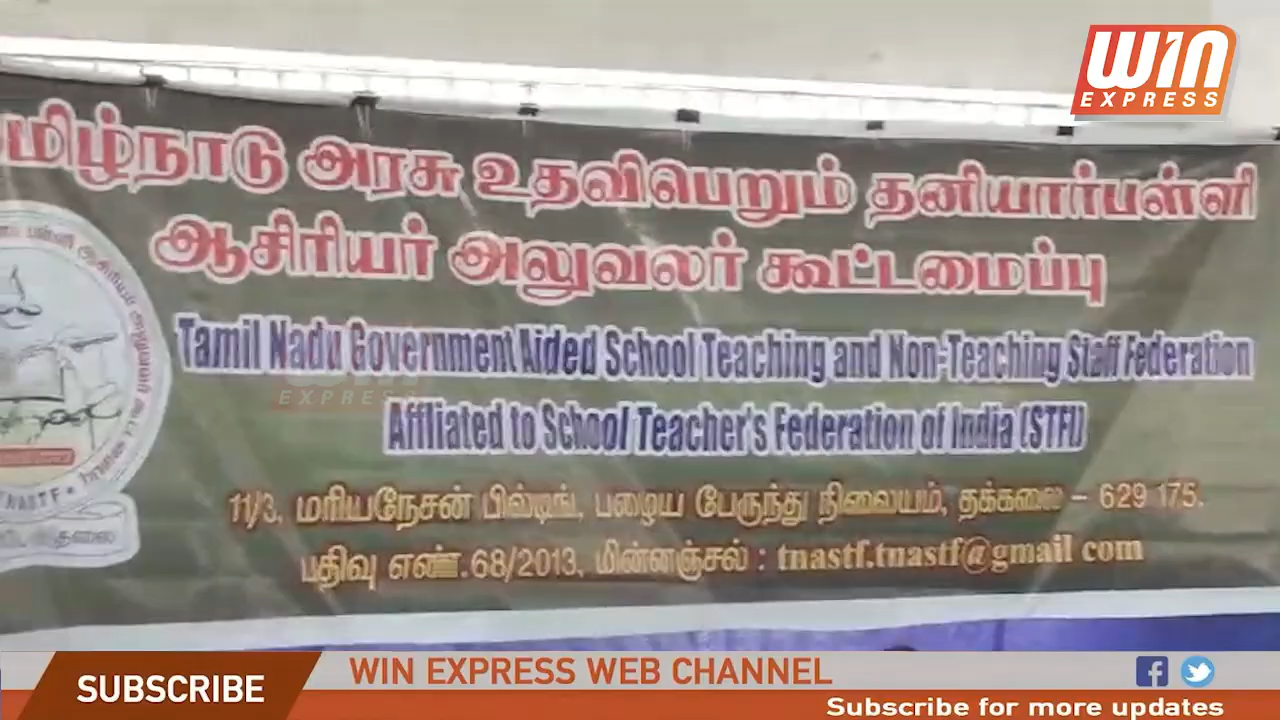 WIN
EXPRESS
தமிழ்நாடு அரசு உதவிபெறும் தனியார்பள்ளி
ஆசிரியர் அலுவலர் கூட்டமைப்பு
Tamil Nadu Government Aided School Teaching and Non-Teaching Staff Federation
WIN
EXPRESS
Affiliated to School Teacher's Federation of India (STFI)
11/3, மரியநேசன் பில்டிங், பழைய பேருந்து நிலையம், தக்கலை – 629 175.
பதிவு எண்.68/2013, மின்னஞ்சல் : tnastf.tnastf@gmail com
SUBSCRIBE
WIN EXPRESS WEB CHANNEL
Subscribe for more updates